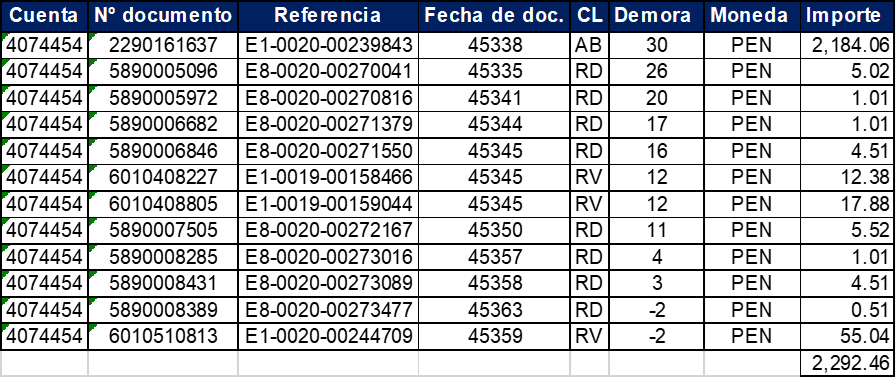 Cuenta Nº documento Referencia Fecha de doc. CL Demora Moneda Importe
4074454 2290161637 E1-0020-00239843 45338 AB 30 PEN 2,184.06
4074454 5890005096 E8-0020-00270041 45335 RD 26 PEN 5.02
4074454 5890005972 E8-0020-00270816 45341 RD 20 PEN 1.01
4074454 5890006682 E8-0020-00271379 45344 RD 17 PEN 1.01
4074454 5890006846 E8-0020-00271550 45345 RD 16 PEN 4.51
4074454 6010408227 E1-0019-00158466 45345 RV 12 PEN 12.38
4074454 6010408805 E1-0019-00159044 45345 RV 12 PEN 17.88
4074454 5890007505 E8-0020-00272167 45350 RD 11 PEN 5.52
4074454 5890008285 E8-0020-00273016 45357 RD 4 PEN 1.01
4074454 5890008431 E8-0020-00273089 45358 RD 3 PEN 4.51
4074454 5890008389 E8-0020-00273477 45363 RD -2 PEN 0.51
4074454 6010510813 E1-0020-00244709 45359 RV -2 PEN 55.04
2,292.46